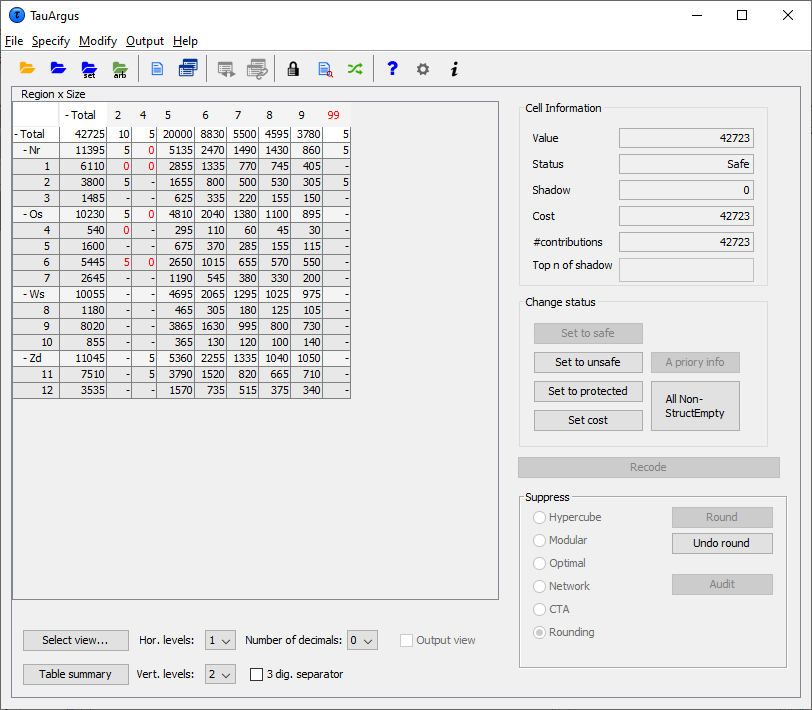 TauArgus
File Specify Modify Output Help
set arb
Region x Size
- Total 2 4 5 6 7 8 9 99
- Total 42725 10 5 20000 8830 5500 4595 3780 5
- Nr 11395 5 0 5135 2470 1490 1430 860 5
1 6110 0 0 2855 1335 770 745 405 -
2 3800 5 - 1655 800 500 530 305 5
3 1485 - - 625 335 220 155 150 -
- Os 10230 5 0 4810 2040 1380 1100 895 -
4 540 0 - 295 110 60 45 30 -
5 1600 - - 675 370 285 155 115 -
6 5445 5 0 2650 1015 655 570 550 -
7 2645 - - 1190 545 380 330 200 -
- Ws 10055 - - 4695 2065 1295 1025 975 -
8 1180 - - 465 305 180 125 105 -
9 8020 - - 3865 1630 995 800 730 -
10 855 - - 365 130 120 100 140 -
- Zd 11045 - 5 5360 2255 1335 1040 1050 -
11 7510 - 5 3790 1520 820 665 710 -
12 3535 - - 1570 735 515 375 340 -
Select view... Hor. levels: 1 Number of decimals: 0 Output view
Table summary Vert. levels: 2 3 dig. separator
Cell Information
Value 42723
Status Safe
Shadow 0
Cost 42723
#contributions 42723
Top n of shadow
Change status
Set to safe
Set to unsafe A priory info
Set to protected All Non-
StructEmpty
Set cost
Recode
Suppress
Hypercube Round
Modular Undo round
Optimal
Network Audit
CTA
Rounding